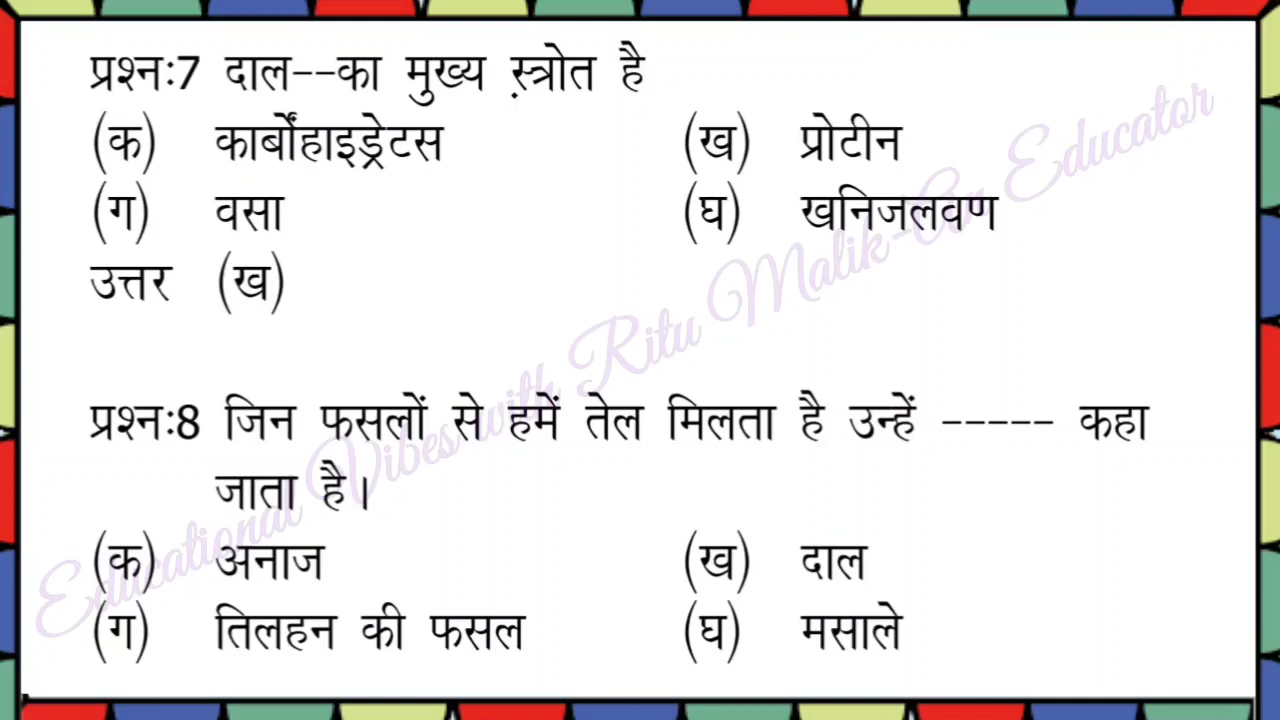 प्रश्नः7 दाल--का मुख्य स़्त्रोत है
(क) कार्बोंहाइड्रेटस (ख) प्रोटीन
(ग) वसा (घ) खनिजलवण
उत्तर (ख)
प्रश्नः8 जिन फसलों से हमें तेल मिलता है उन्हें ----- कहा
जाता है।
(क) अनाज (ख) दाल
(ग) तिलहन की फसल (घ) मसाले
Educational Vibes with Ritu Malik-An Educator